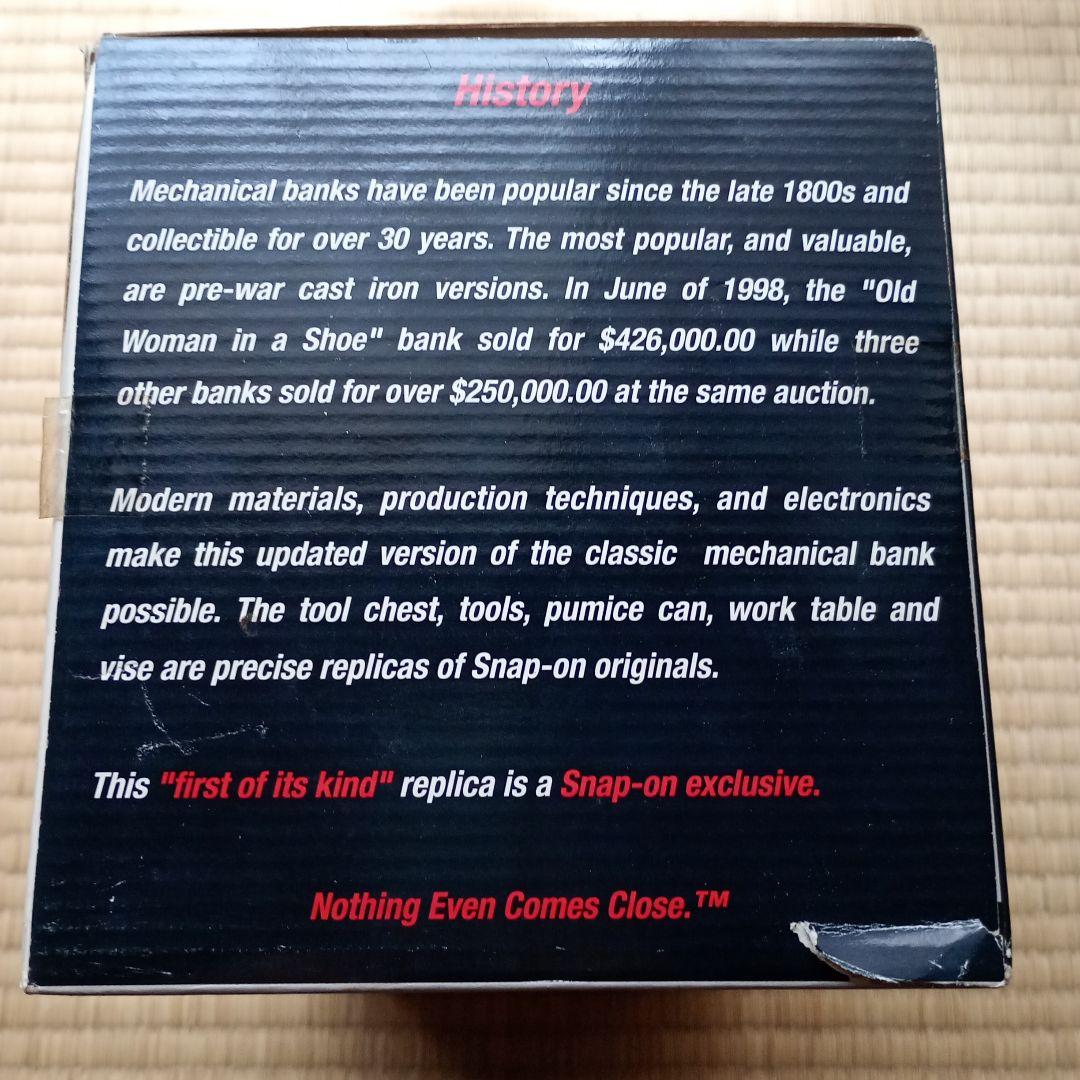 History
Mechanical banks have been popular since the late 1800s and
collectible for over 30 years. The most popular, and valuable,
are pre-war cast iron versions. In June of 1998, the "Old
Woman in a Shoe" bank sold for $426,000.00 while three
other banks sold for over $250,000.00 at the same auction.
Modern materials, production techniques, and electronics
make this updated version of the classic mechanical bank
possible. The tool chest, tools, pumice can, work table and
vise are precise replicas of Snap-on originals.
This "first of its kind" replica is a Snap-on exclusive.
Nothing Even Comes Close.™